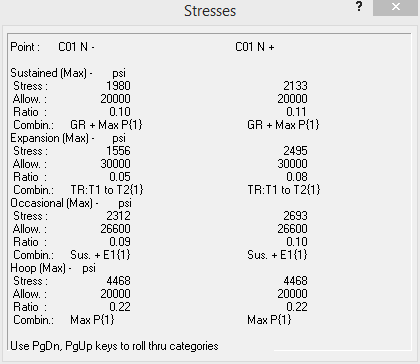 Stresses
? ×
Point : C01 N - C01 N +
Sustained (Max) - psi
Stress : 1980 2133
Allow. : 20000 20000
Ratio : 0.10 0.11
Combin.: GR + Max P{1} GR + Max P{1}
Expansion (Max) - psi
Stress : 1556 2495
Allow. : 30000 30000
Ratio : 0.05 0.08
Combin.: TR:T1 to T2{1} TR:T1 to T2{1}
Occasional (Max) - psi
Stress : 2312 2693
Allow. : 26600 26600
Ratio : 0.09 0.10
Combin.: Sus. + E1{1} Sus. + E1{1}
Hoop (Max) - psi
Stress : 4468 4468
Allow. : 20000 20000
Ratio : 0.22 0.22
Combin.: Max P{1} Max P{1}
Use PgDn, PgUp keys to roll thru categories